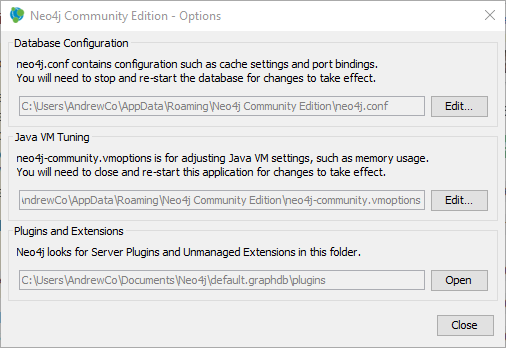 Neo4j Community Edition - Options
Database Configuration
neo4j.conf contains configuration such as cache settings and port bindings.
You will need to stop and re-start the database for changes to take effect.
C:\Users\AndrewCo\AppData\Roaming\Neo4j Community Edition\neo4j.conf
Edit...
Java VM Tuning
neo4j-community.vmoptions is for adjusting Java VM settings, such as memory usage.
You will need to close and re-start this application for changes to take effect.
\ndrewCo\AppData\Roaming\Neo4j Community Edition\neo4j-community.vmoptions
Edit...
Plugins and Extensions
Neo4j looks for Server Plugins and Unmanaged Extensions in this folder.
C:\Users\AndrewCo\Documents\Neo4j\default.graphdb\plugins
Open
Close